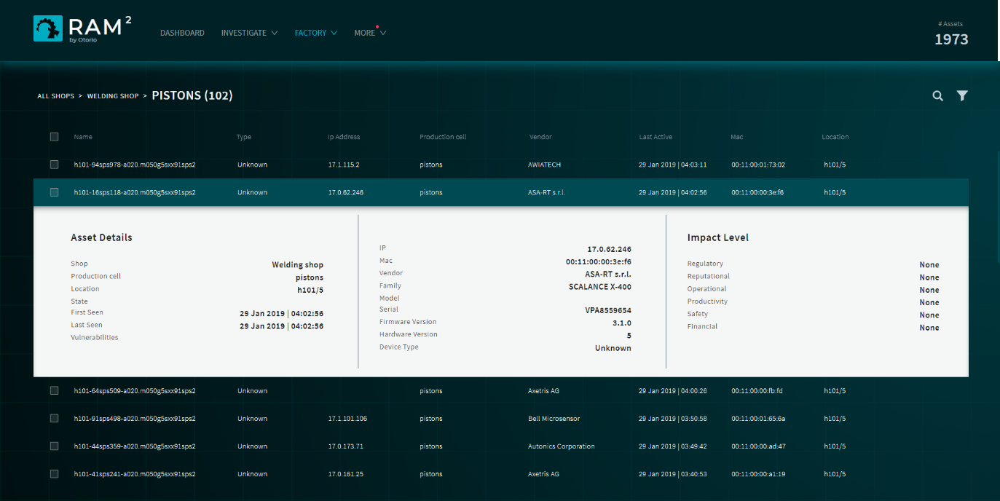 RAM²
by Otorio
DASHBOARD INVESTIGATE FACTORY MORE
# Assets
1973
ALL SHOPS > WELDING SHOP > PISTONS (102)
Name Type Ip Address Production cell Vendor Last Active Mac Location
h101-94sps978-a020.m050g5sxx91sps2 Unknown 17.1.115.2 pistons AWIATECH 29 Jan 2019 | 04:03:11 00:11:00:01:73:02 h101/5
h101-16sps118-a020.m050g5sxx91sps2 Unknown 17.0.62.246 pistons ASA-RT s.r.l. 29 Jan 2019 | 04:02:56 00:11:00:00:3e:f6 h101/5
Asset Details
Shop Welding shop
Production cell pistons
Location h101/5
State
First Seen 29 Jan 2019 | 04:02:56
Last Seen 29 Jan 2019 | 04:02:56
Vulnerabilities
IP 17.0.62.246
Mac 00:11:00:00:3e:f6
Vendor ASA-RT s.r.l.
Family SCALANCE X-400
Model
Serial VPA8559654
Firmware Version 3.1.0
Hardware Version 5
Device Type Unknown
Impact Level
Regulatory None
Reputational None
Operational None
Productivity None
Safety None
Financial None
h101-64sps509-a020.m050g5sxx91sps2 Unknown pistons Axetris AG 29 Jan 2019 | 04:00:26 00:11:00:00:fb:fd h101/5
h101-91sps498-a020.m050g5sxx91sps2 Unknown 17.1.101.106 pistons Bell Microsensor 29 Jan 2019 | 03:50:58 00:11:00:01:65:6a h101/5
h101-44sps359-a020.m050g5sxx91sps2 Unknown 17.0.173.71 pistons Autonics Corporation 29 Jan 2019 | 03:49:42 00:11:00:00:ad:47 h101/5
h101-41sps241-a020.m050g5sxx91sps2 Unknown 17.0.161.25 pistons Axetris AG 29 Jan 2019 | 03:40:53 00:11:00:00:a1:19 h101/5